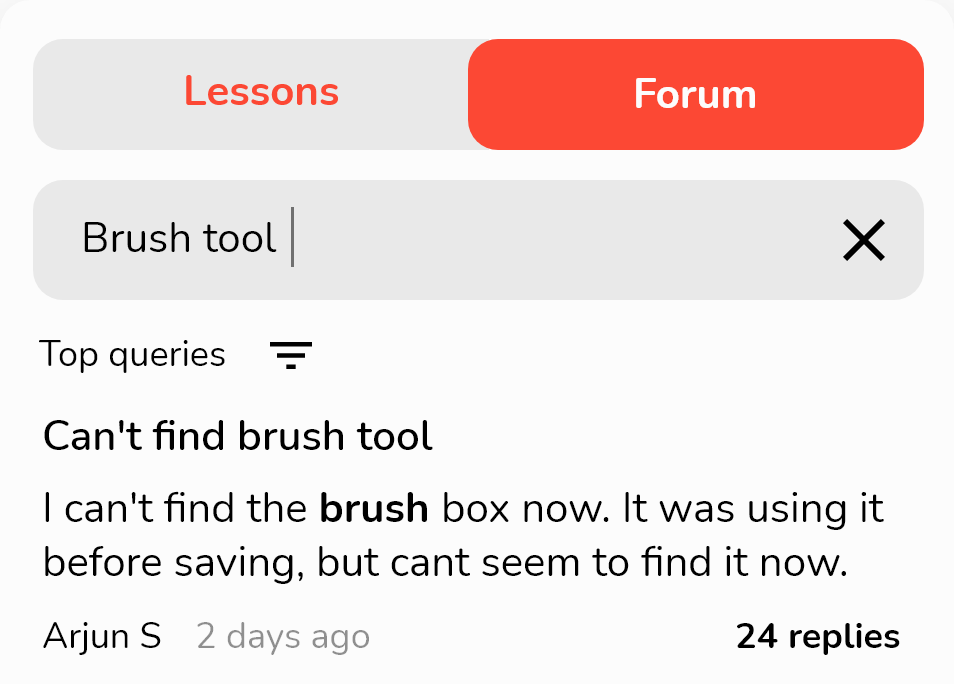 Lessons Forum
Brush tool
Top queries
Can't find brush tool
I can't find the brush box now. It was using it
before saving, but cant seem to find it now.
Arjun S 2 days ago 24 replies